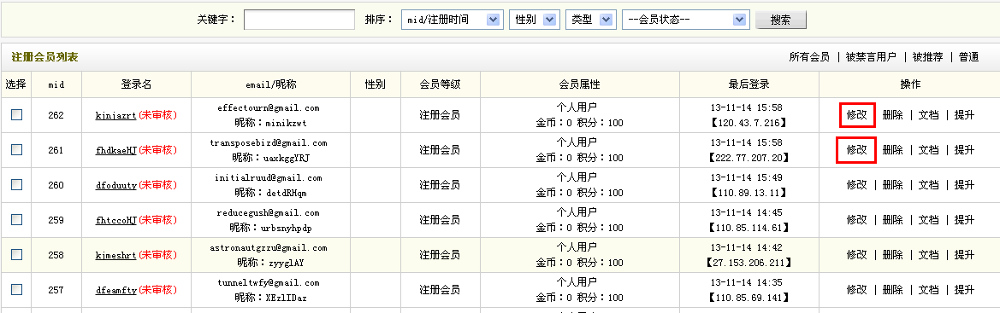 关键字： 排序： mid/注册时间 性别 类型 --会员状态-- 搜索
注册会员列表 所有会员 | 被禁言用户 | 被推荐 | 普通
选择 mid 登录名 email/昵称 性别 会员等级 会员属性 最后登录 操作
262 kjnjazrt(未审核) effectourn@gmail.com 昵称：minikzwt 注册会员 个人用户 金币：0 积分：100 13-11-14 15:58 【120.43.7.216】 修改 | 删除 | 文档 | 提升
261 fhdkaeHJ(未审核) transposebizd@gmail.com 昵称：uaxkggYRJ 注册会员 个人用户 金币：0 积分：100 13-11-14 15:58 【222.77.207.20】 修改 | 删除 | 文档 | 提升
260 dfoduuty(未审核) initialruud@gmail.com 昵称：detdRHqm 注册会员 个人用户 金币：0 积分：100 13-11-14 15:49 【110.89.13.11】 修改 | 删除 | 文档 | 提升
259 fhtccoHJ(未审核) reducegush@gmail.com 昵称：urbsnyhpdp 注册会员 个人用户 金币：0 积分：100 13-11-14 14:45 【110.85.114.61】 修改 | 删除 | 文档 | 提升
258 kjmeshrt(未审核) astronautgzzu@gmail.com 昵称：zyyglAY 注册会员 个人用户 金币：0 积分：100 13-11-14 14:42 【27.153.206.211】 修改 | 删除 | 文档 | 提升
257 dfeamfty(未审核) tunneltwfy@gmail.com 昵称：XEzlIDaz 注册会员 个人用户 金币：0 积分：100 13-11-14 14:35 【110.85.69.141】 修改 | 删除 | 文档 | 提升